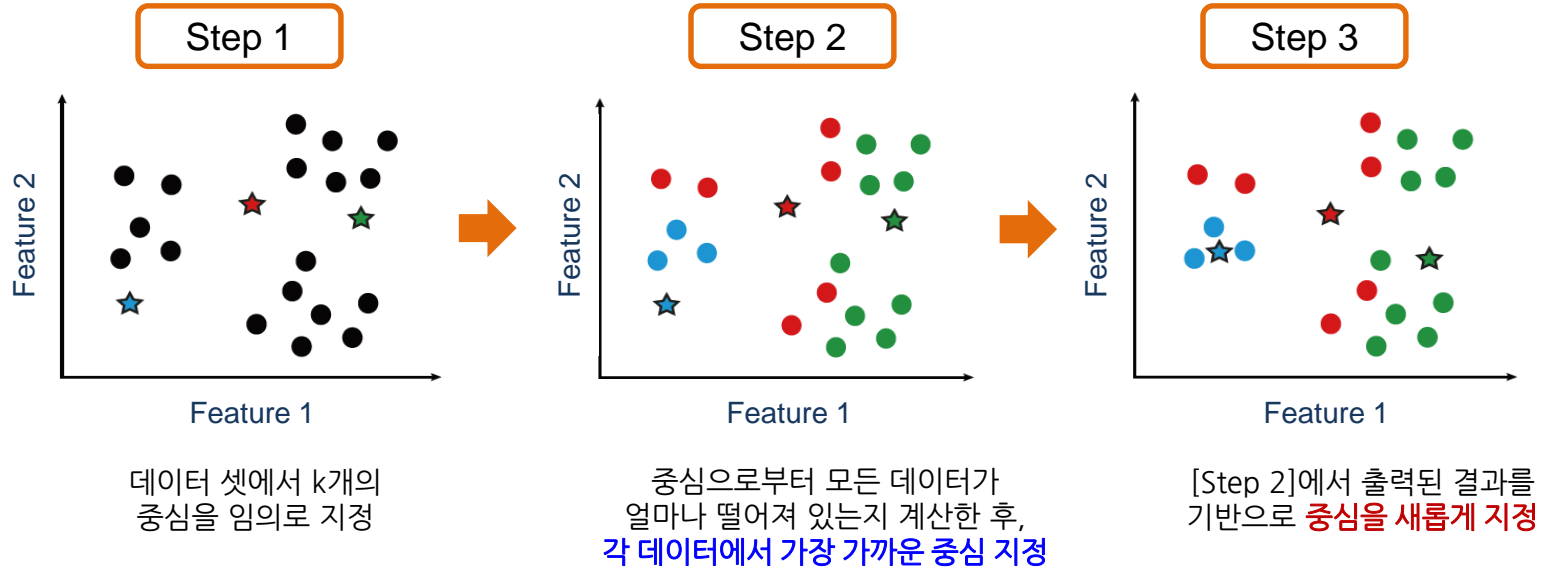 Step 1
Step 2
Step 3
Feature 2
Feature 1
Feature 2
Feature 1
Feature 2
Feature 1
데이터 셋에서 k개의
중심을 임의로 지정
중심으로부터 모든 데이터가
얼마나 떨어져 있는지 계산한 후,
각 데이터에서 가장 가까운 중심 지정
[Step 2]에서 출력된 결과를
기반으로 중심을 새롭게 지정